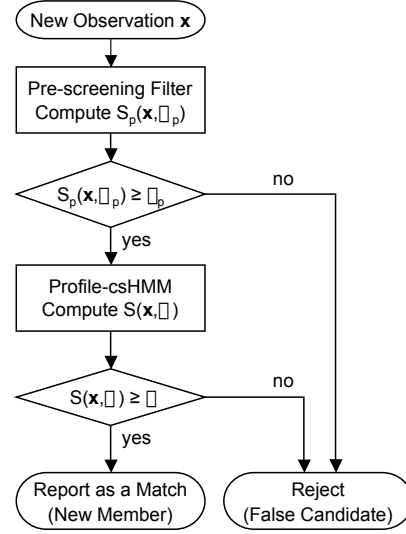 New Observation x
Pre-screening Filter
Compute Sp(x,▯p)
Sp(x,▯p) ≥ ▯p
no
yes
Profile-csHMM
Compute S(x,▯)
S(x,▯) ≥ ▯
no
yes
Report as a Match
(New Member)
Reject
(False Candidate)